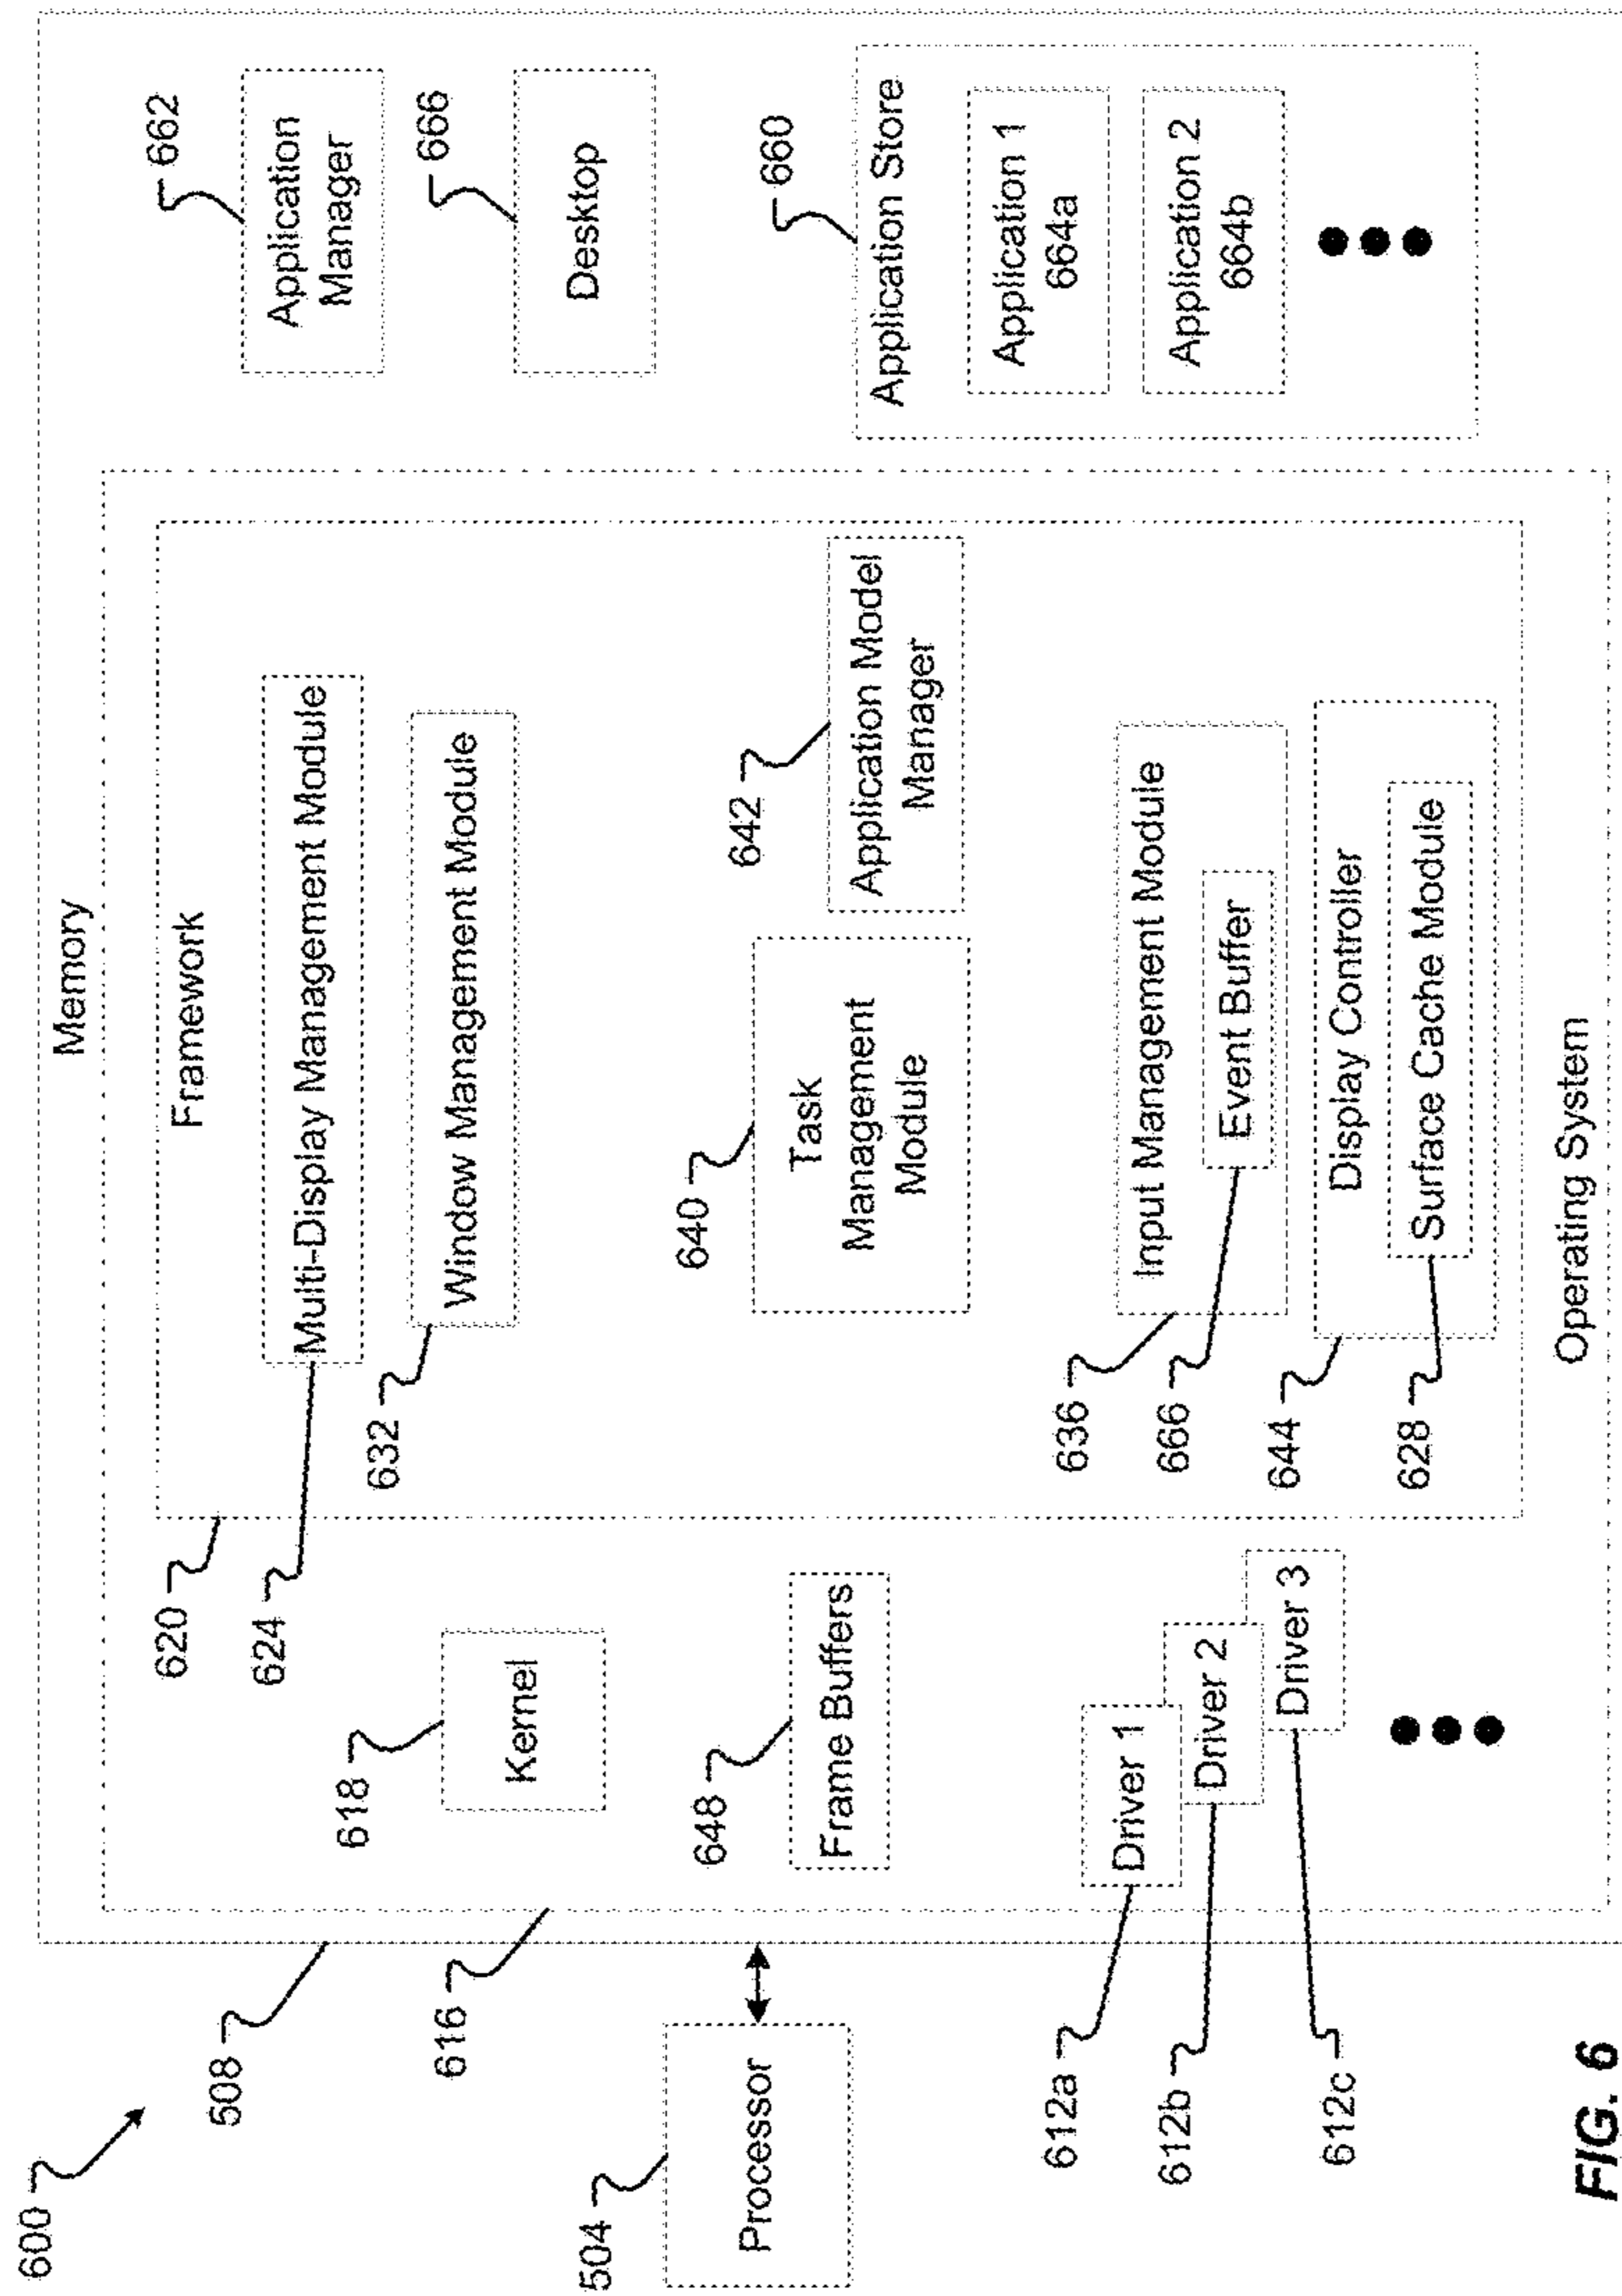 600
508
Memory
504
Processor
616
Operating System
620
Framework
624
Multi-Display Management Module
632
Window Management Module
618
Kernel
648
Frame Buffers
640
Task
Management
Module
642
Application Model
Manager
612a
Driver 1
612b
Driver 2
612c
Driver 3
636
Input Management Module
666
Event Buffer
644
Display Controller
628
Surface Cache Module
662
Application
Manager
666
Desktop
660
Application Store
Application 1
664a
Application 2
664b
FIG. 6